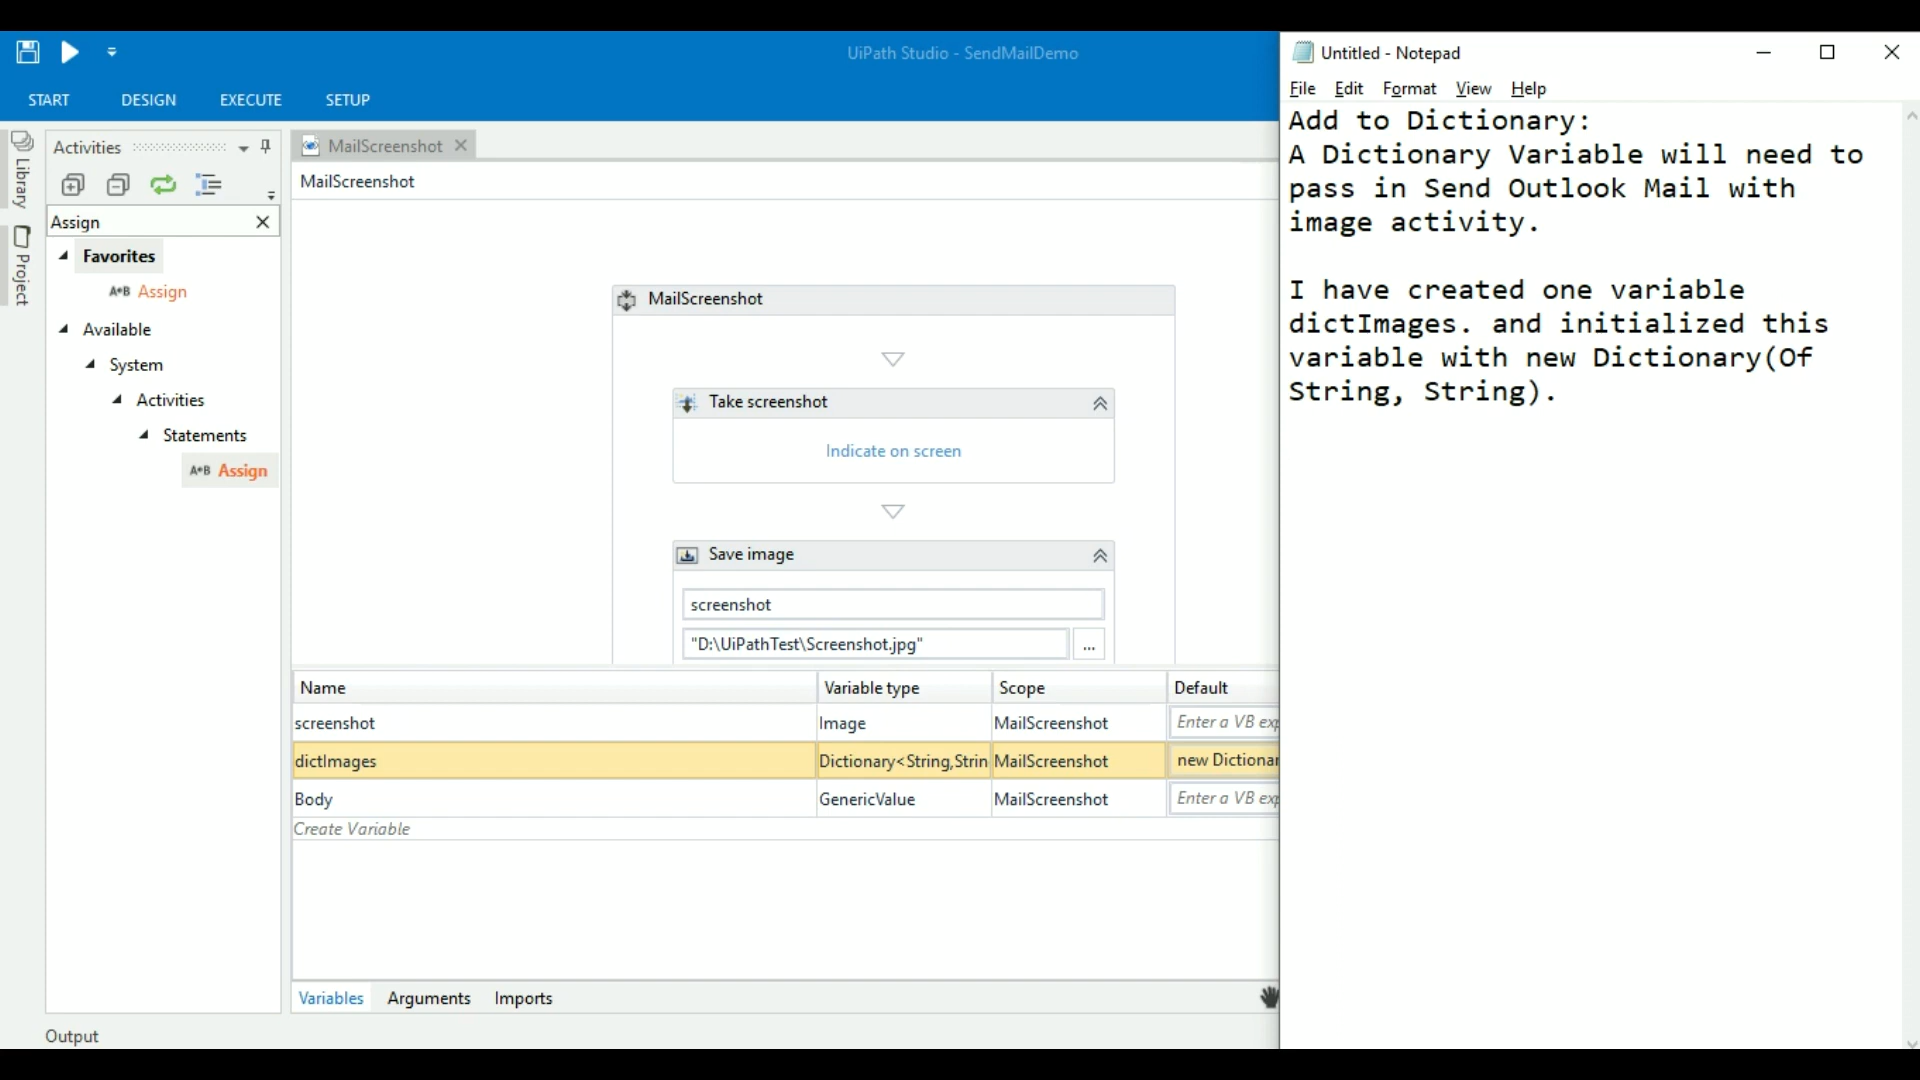 UiPath Studio - SendMailDemo
START DESIGN EXECUTE SETUP
Library
Project
Activities
Assign
Favorites
A*B Assign
Available
System
Activities
Statements
A*B Assign
MailScreenshot
MailScreenshot
MailScreenshot
Take screenshot
Indicate on screen
Save image
screenshot
"D:\UiPathTest\Screenshot.jpg"
...
Name Variable type Scope Default
screenshot Image MailScreenshot Enter a VB exp
dictImages Dictionary<String,Strin MailScreenshot new Dictionar
Body GenericValue MailScreenshot Enter a VB exp
Create Variable
Variables Arguments Imports
Output
Untitled - Notepad
File Edit Format View Help
Add to Dictionary:
A Dictionary Variable will need to
pass in Send Outlook Mail with
image activity.
I have created one variable
dictImages. and initialized this
variable with new Dictionary(Of
String, String).